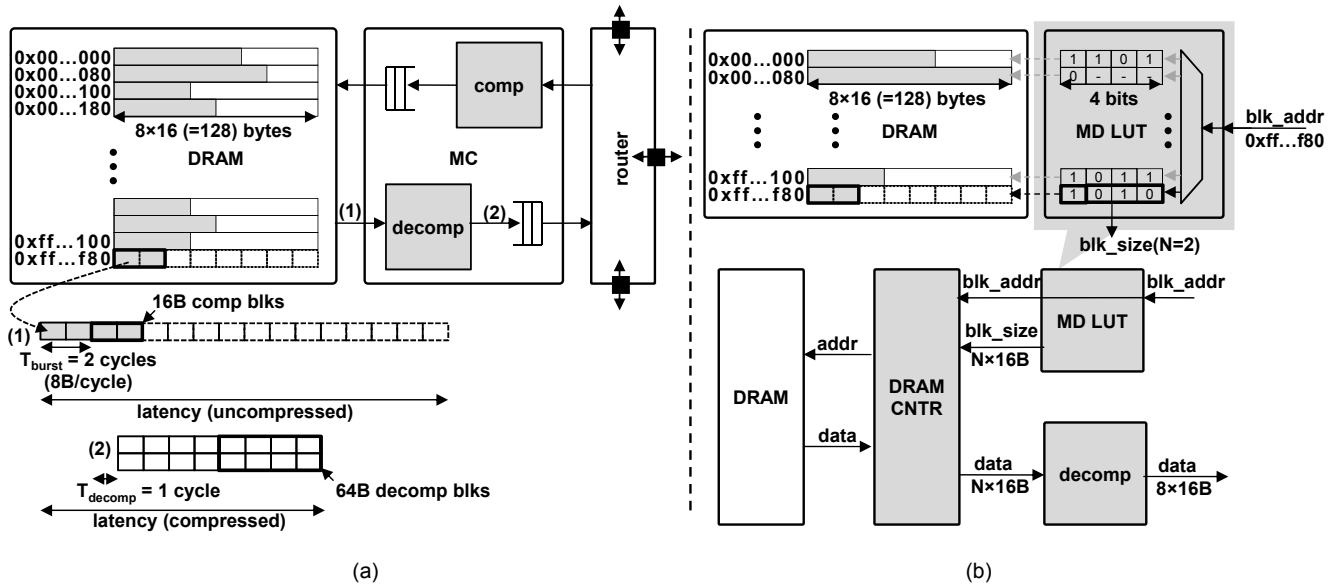 0x00...000
0x00...080
0x00...100
0x00...180
8×16 (=128) bytes
DRAM
0xff...100
0xff...f80
comp
MC
decomp
(1)
(2)
router
16B comp blks
(1)
T burst = 2 cycles
(8B/cycle)
latency (uncompressed)
(2)
T decomp = 1 cycle
64B decomp blks
latency (compressed)
(a)
0x00...000
0x00...080
8×16 (=128) bytes
DRAM
0xff...100
0xff...f80
1 1 0 1
0 - - -
4 bits
MD LUT
1 0 1 1
1 0 1 0
blk_addr
0xff...f80
blk_size(N=2)
blk_addr
blk_addr
MD LUT
blk_size
N×16B
addr
DRAM
DRAM
CNTR
data
data
N×16B
decomp
data
8×16B
(b)